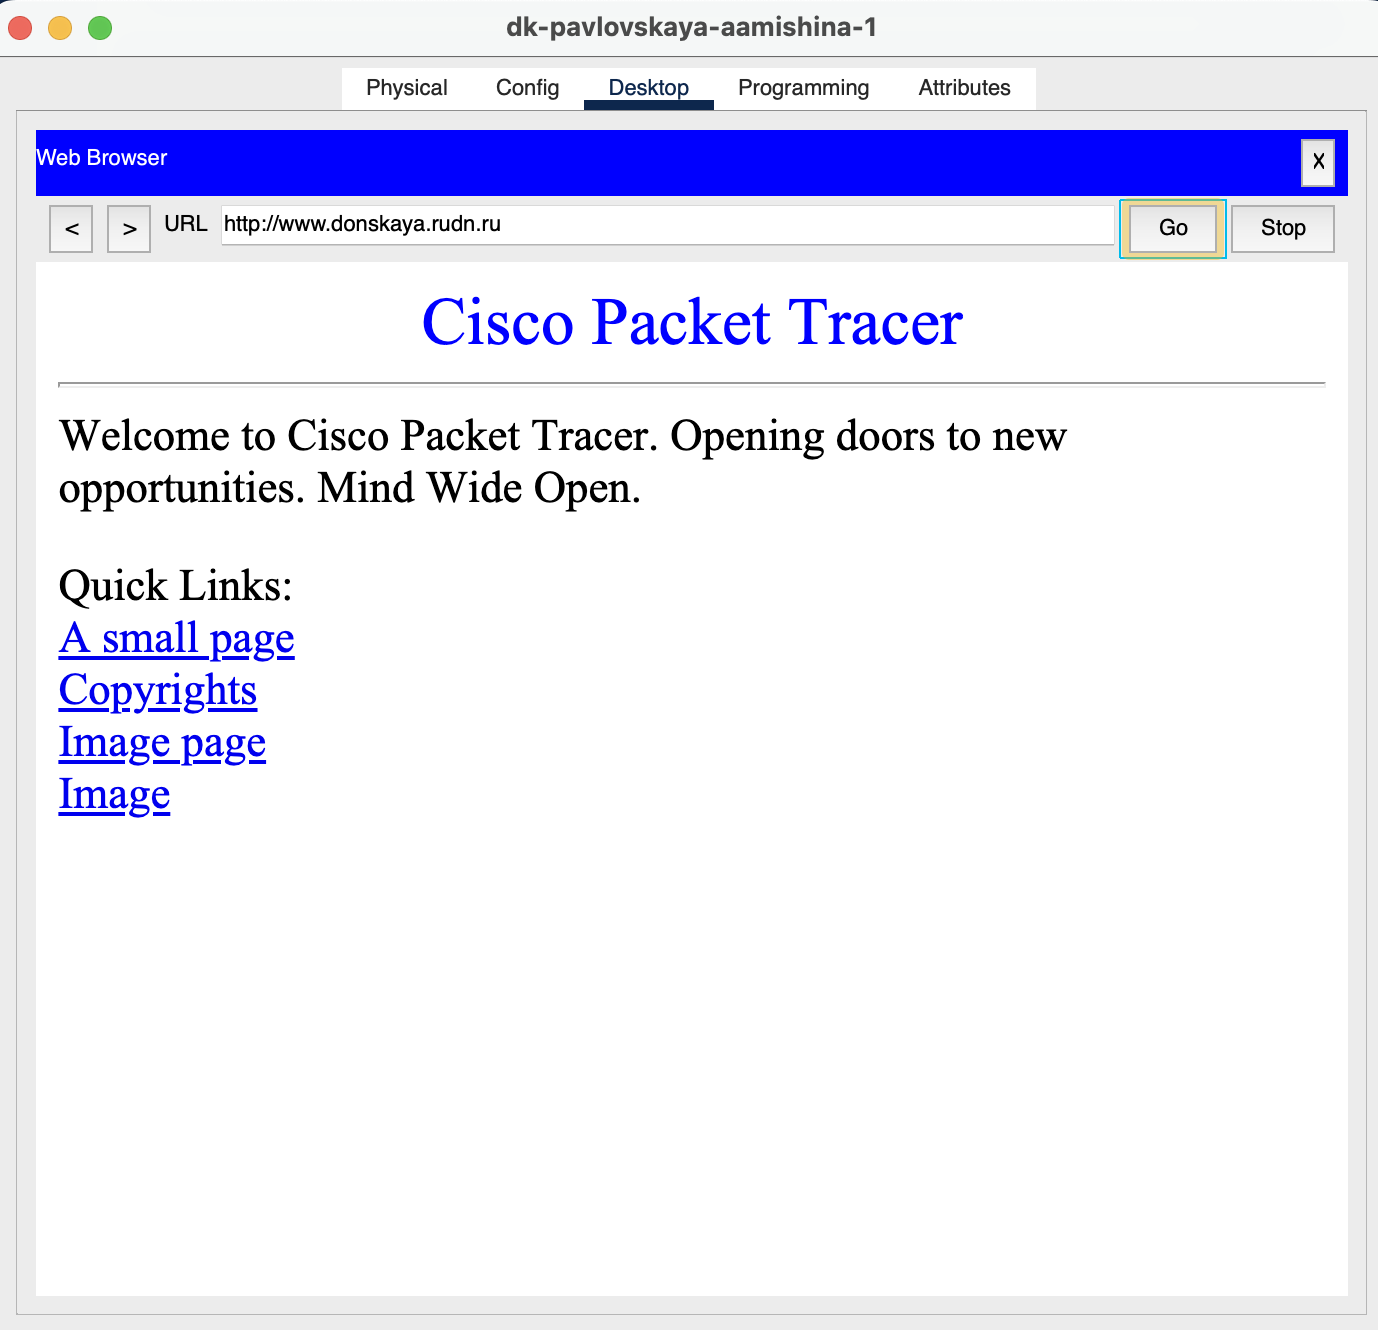 dk-pavlovskaya-aamishina-1
Physical Config Desktop Programming Attributes
Web Browser X
< > URL http://www.donskaya.rudn.ru Go Stop
Cisco Packet Tracer
Welcome to Cisco Packet Tracer. Opening doors to new
opportunities. Mind Wide Open.
Quick Links:
A small page
Copyrights
Image page
Image